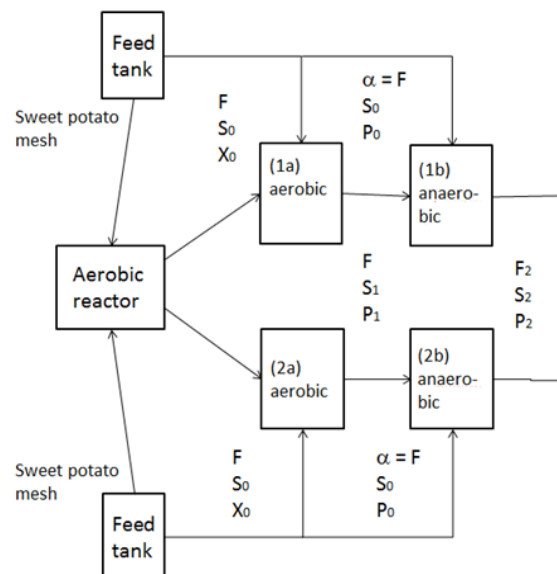 Feed
tank
Sweet potato
mesh
F
S₀
X₀
α = F
S₀
P₀
(1a)
aerobic
(1b)
anaero-
bic
Aerobic
reactor
F
S₁
P₁
F₂
S₂
P₂
(2a)
aerobic
(2b)
anaero-
bic
Sweet potato
mesh
F
S₀
X₀
α = F
S₀
P₀
Feed
tank